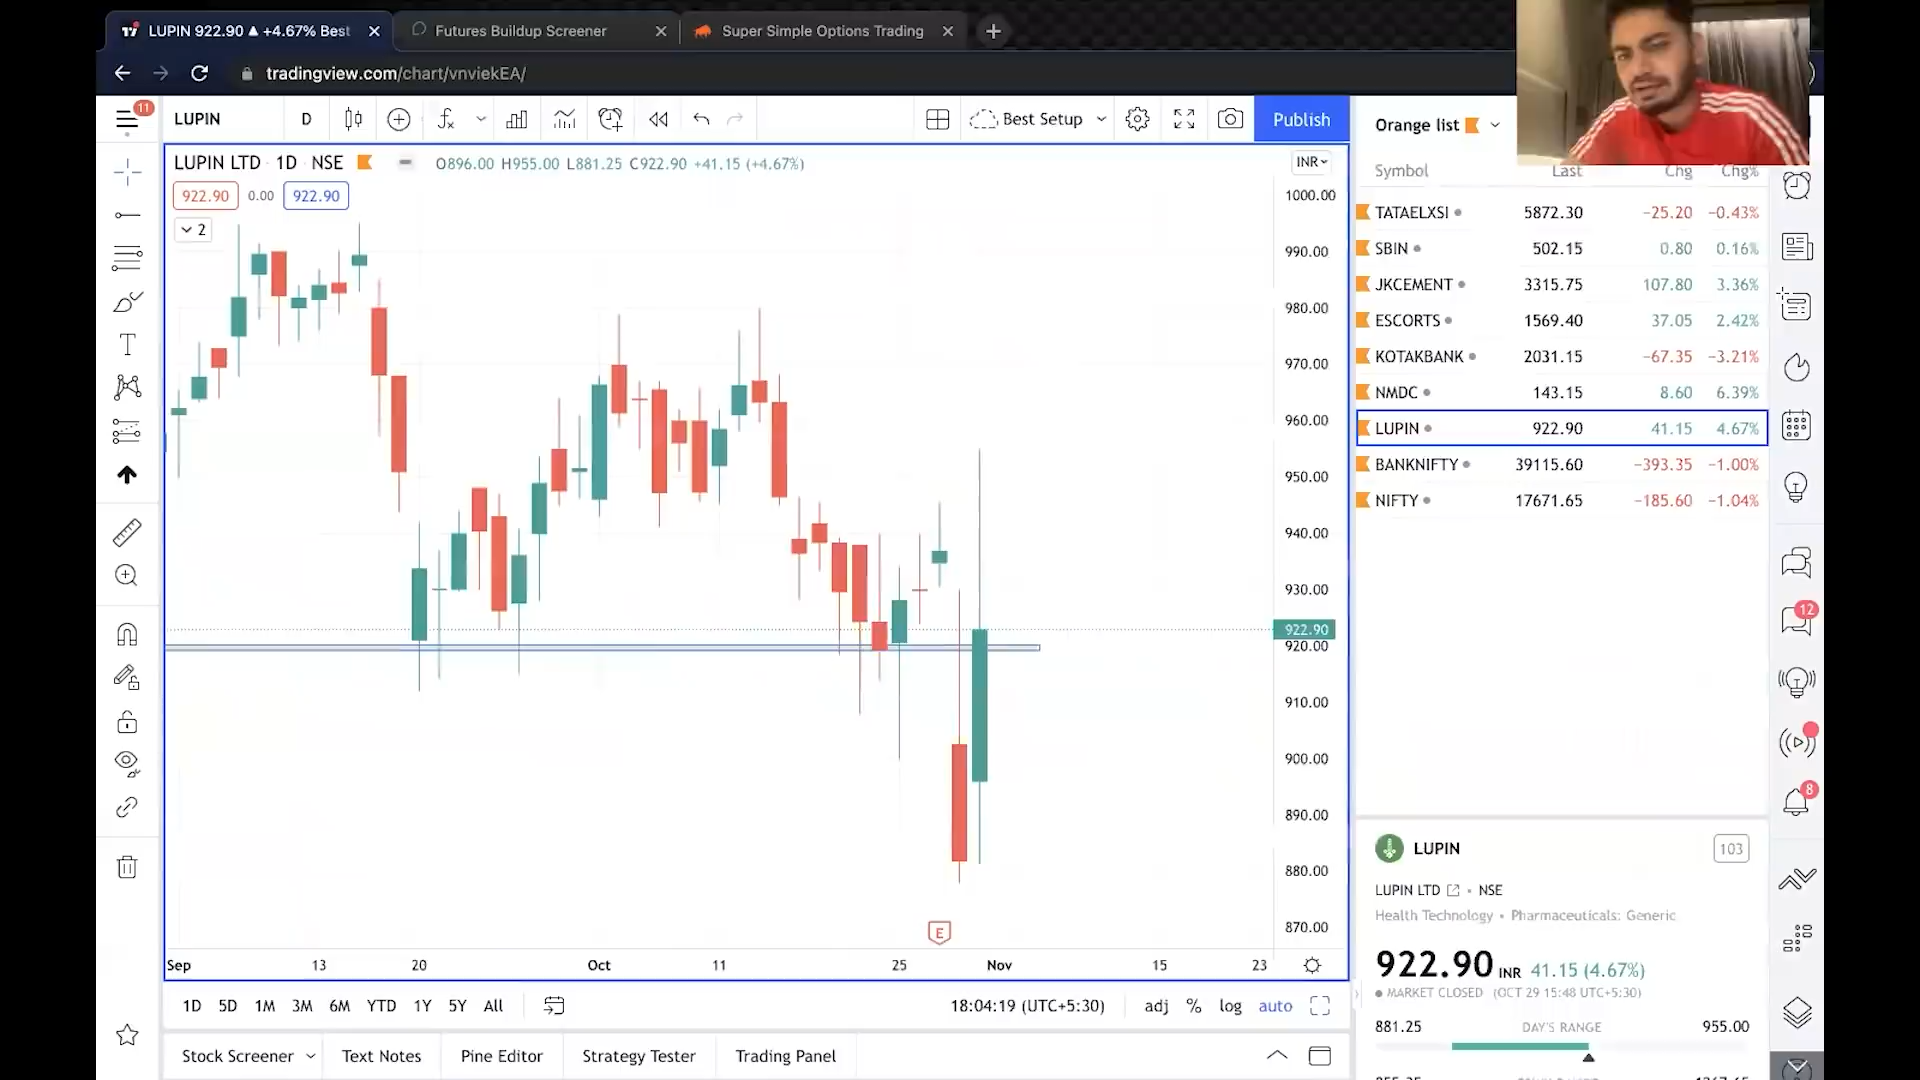 LUPIN 922.90 ▲ +4.67% Best
Futures Buildup Screener
Super Simple Options Trading
tradingview.com/chart/vnviekEA/
11
LUPIN
D
Best Setup
Publish
Orange list
LUPIN LTD 1D NSE
O896.00 H955.00 L881.25 C922.90 +41.15 (+4.67%)
INR
922.90 0.00 922.90
2
Symbol Last Chg Chg%
TATAELXSI 5872.30 −25.20 −0.43%
SBIN 502.15 0.80 0.16%
JKCEMENT 3315.75 107.80 3.36%
ESCORTS 1569.40 37.05 2.42%
KOTAKBANK 2031.15 −67.35 −3.21%
NMDC 143.15 8.60 6.39%
LUPIN 922.90 41.15 4.67%
BANKNIFTY 39115.60 −393.35 −1.00%
NIFTY 17671.65 −185.60 −1.04%
1000.00
990.00
980.00
970.00
960.00
950.00
940.00
930.00
922.90
920.00
910.00
900.00
890.00
880.00
870.00
E
Sep 13 20 Oct 11 25 Nov 15 23
12
8
LUPIN
103
LUPIN LTD • NSE
Health Technology • Pharmaceuticals: Generic
922.90 INR 41.15 (4.67%)
MARKET CLOSED (OCT 29 15:48 UTC+5:30)
881.25 DAY'S RANGE 955.00
1D 5D 1M 3M 6M YTD 1Y 5Y All
18:04:19 (UTC+5:30)
adj % log auto
Stock Screener
Text Notes
Pine Editor
Strategy Tester
Trading Panel